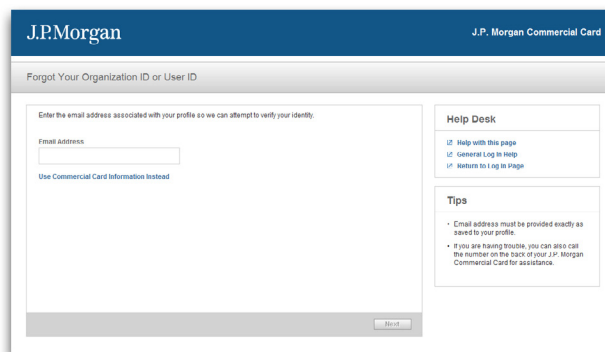 J.P.Morgan
J.P. Morgan Commercial Card
Forgot Your Organization ID or User ID
Enter the email address associated with your profile so we can attempt to verify your identity.
Email Address
Use Commercial Card Information Instead
Next
Help Desk
Help with this page
General Log In Help
Return to Log In Page
Tips
• Email address must be provided exactly as
saved to your profile.
• If you are having trouble, you can also call
the number on the back of your J.P. Morgan
Commercial Card for assistance.